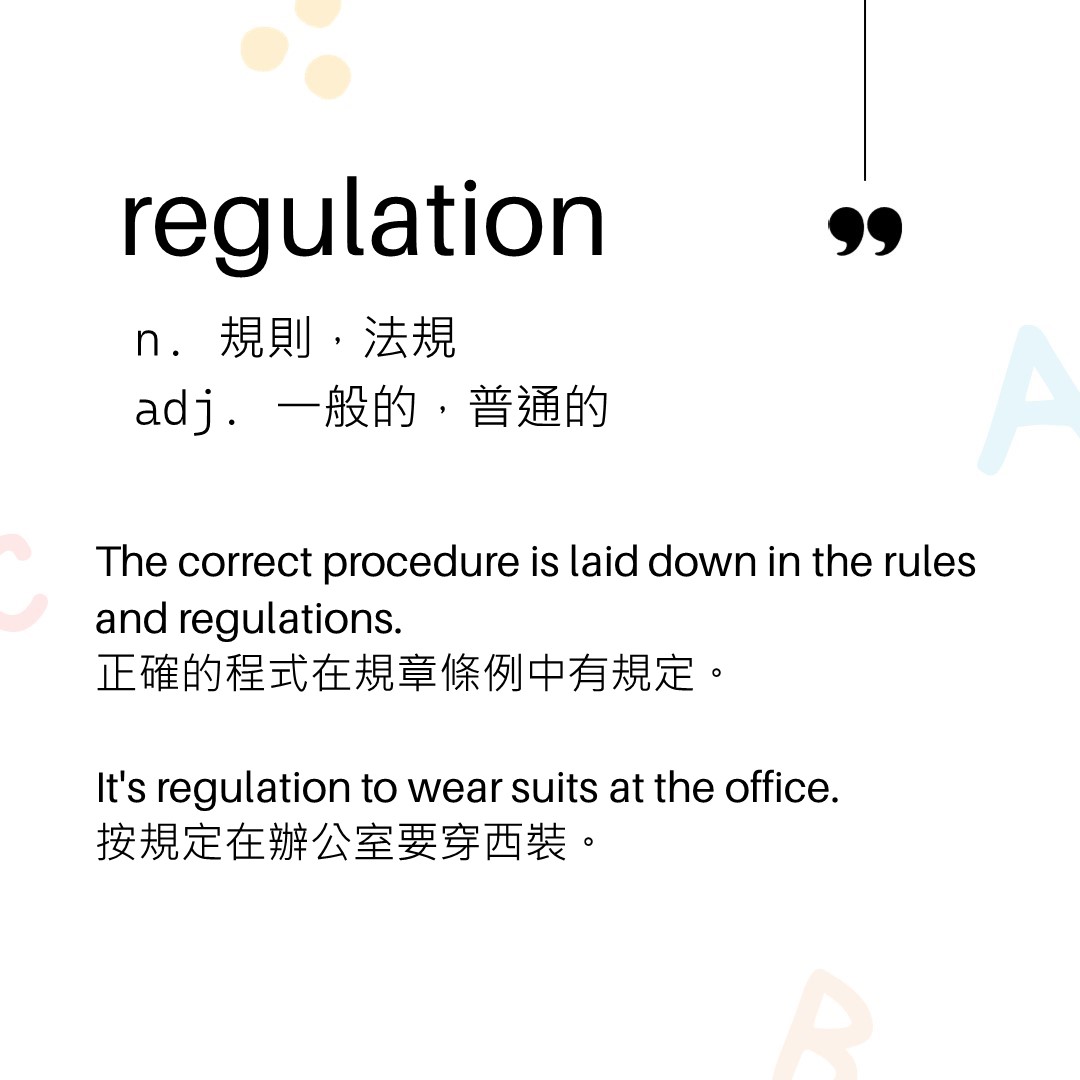 regulation
”
n. 規則，法規
adj. 一般的，普通的
The correct procedure is laid down in the rules
and regulations.
正確的程式在規章條例中有規定。
It's regulation to wear suits at the office.
按規定在辦公室要穿西裝。
A
C
B